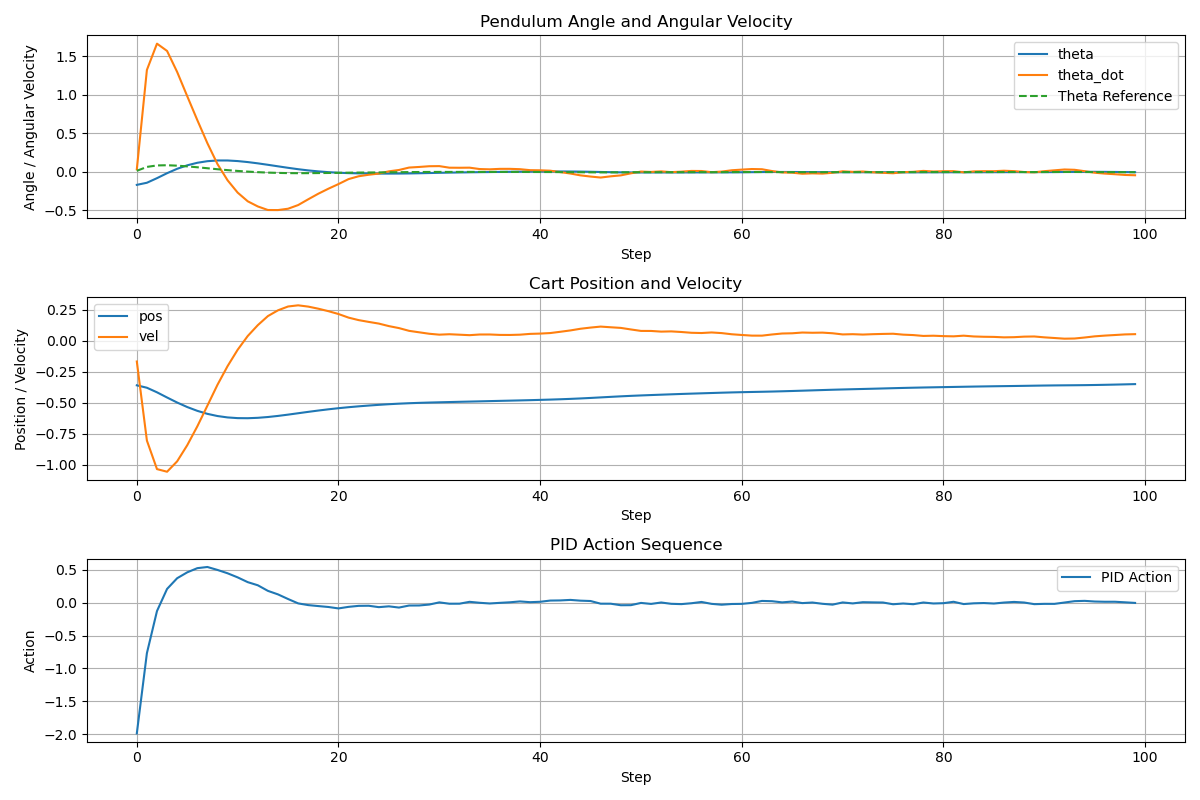 Pendulum Angle and Angular Velocity
Angle / Angular Velocity
1.5
1.0
0.5
0.0
−0.5
theta
theta_dot
Theta Reference
0 20 40 60 80 100
Step
Cart Position and Velocity
Position / Velocity
0.25
0.00
−0.25
−0.50
−0.75
−1.00
pos
vel
0 20 40 60 80 100
Step
PID Action Sequence
Action
0.5
0.0
−0.5
−1.0
−1.5
−2.0
PID Action
0 20 40 60 80 100
Step